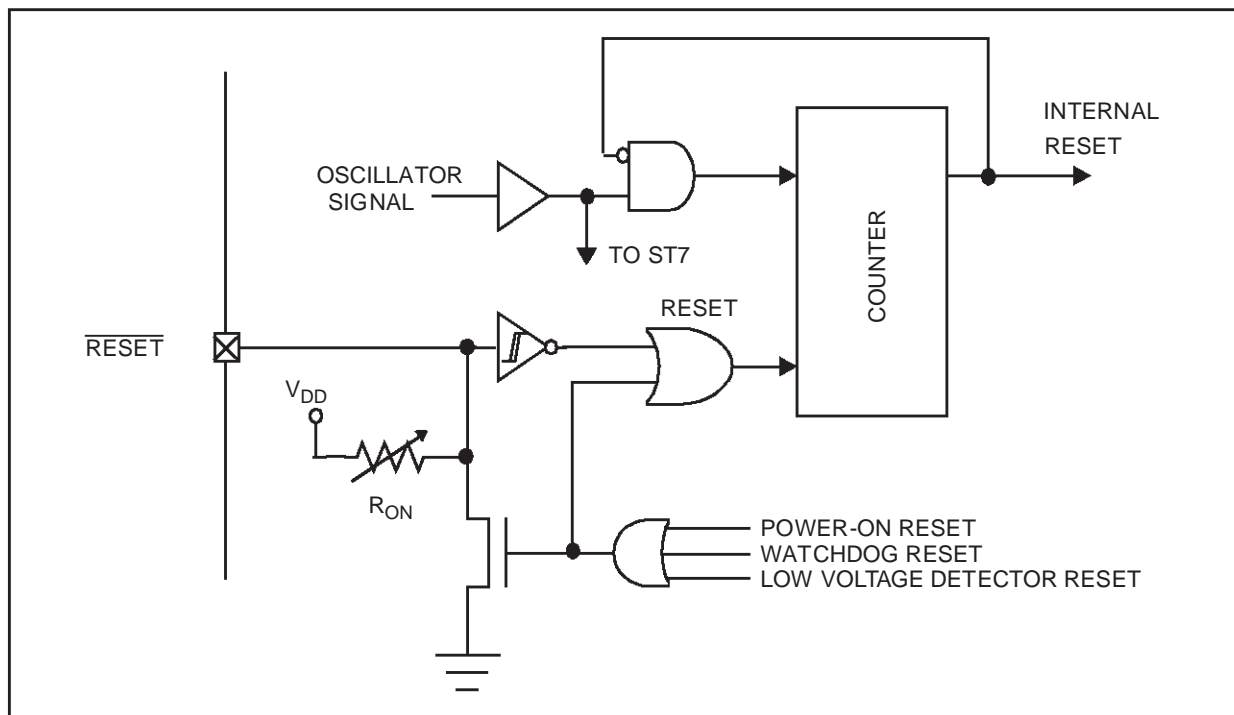 INTERNAL
RESET
OSCILLATOR
SIGNAL
TO ST7
COUNTER
RESET
RESET
VDD
RON
POWER-ON RESET
WATCHDOG RESET
LOW VOLTAGE DETECTOR RESET